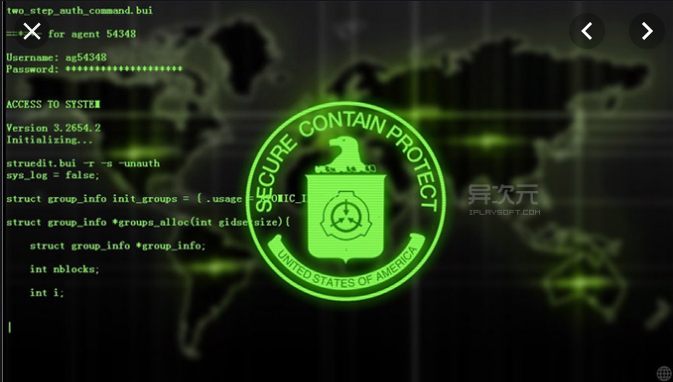 two_step_auth_command.bui
for agent 54348
Username: ag54348
Password: ********************
ACCESS TO SYSTEM
Version 3.2654.2
Initializing...
struedit.bui -r -s -unauth
sys_log = false;
struct group_info init_groups = { .usage =
struct group_info *groups_alloc(int gidsetsize){
struct group_info *group_info;
int nblocks;
int i;
SECURE CONTAIN PROTECT
UNITED STATES OF AMERICA
异次元
IPLAYSOFT.COM